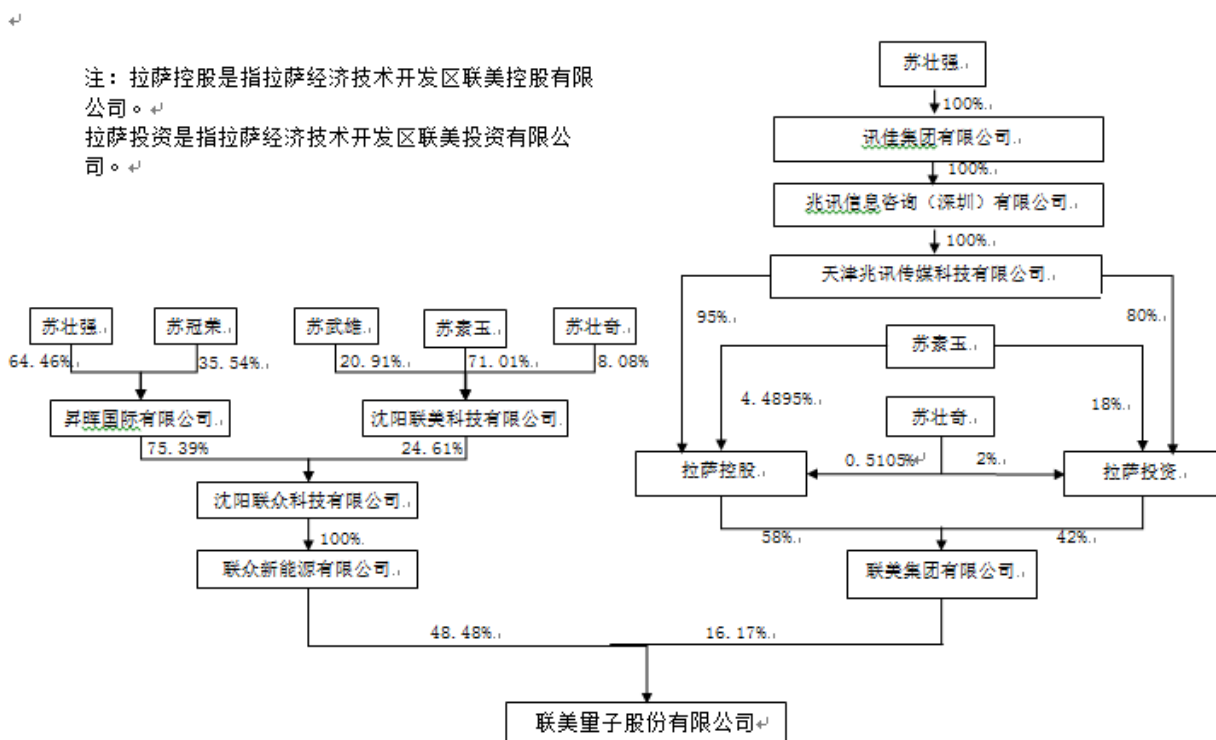 注：拉萨控股是指拉萨经济技术开发区联美控股有限
公司。
拉萨投资是指拉萨经济技术开发区联美投资有限公
司。
苏壮强
100%
讯佳集团有限公司
100%
兆讯信息咨询（深圳）有限公司
100%
天津兆讯传媒科技有限公司
95%
80%
苏素玉
4.4895%
18%
苏壮奇
0.5105%
2%
拉萨控股
拉萨投资
58%
42%
联美集团有限公司
苏壮强
苏冠荣
苏武雄
苏素玉
苏壮奇
64.46%
35.54%
20.91%
71.01%
8.08%
昇晖国际有限公司
沈阳联美科技有限公司
75.39%
24.61%
沈阳联众科技有限公司
100%
联众新能源有限公司
48.48%
16.17%
联美量子股份有限公司